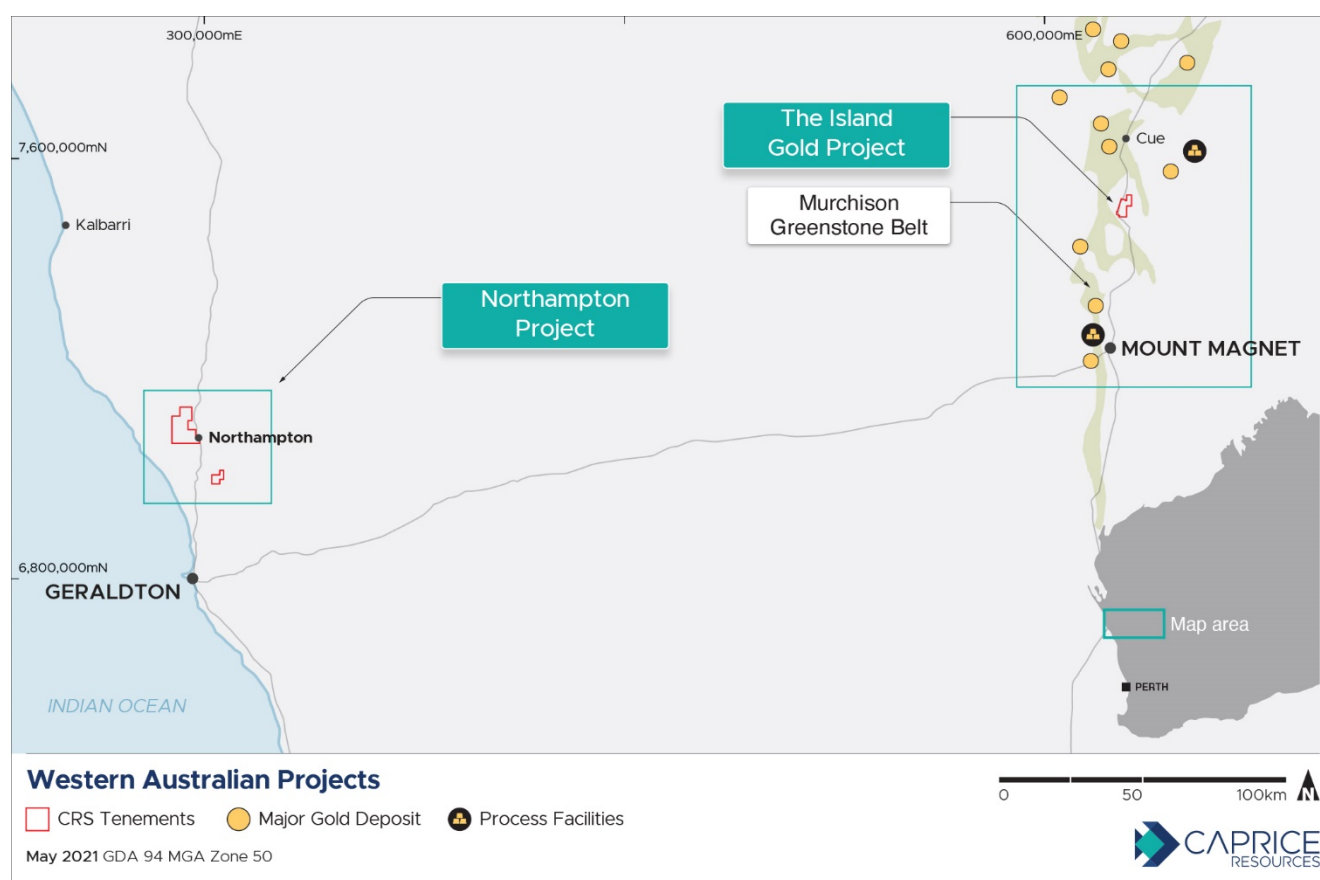 300,000mE
600,000mE
The Island
Gold Project
Cue
7,600,000mN
Murchison
Greenstone Belt
Kalbarri
Northampton
Project
MOUNT MAGNET
Northampton
6,800,000mN
GERALDTON
Map area
PERTH
INDIAN OCEAN
Western Australian Projects
CRS Tenements
Major Gold Deposit
Process Facilities
0 50 100km N
May 2021 GDA 94 MGA Zone 50
CAPRICE
RESOURCES